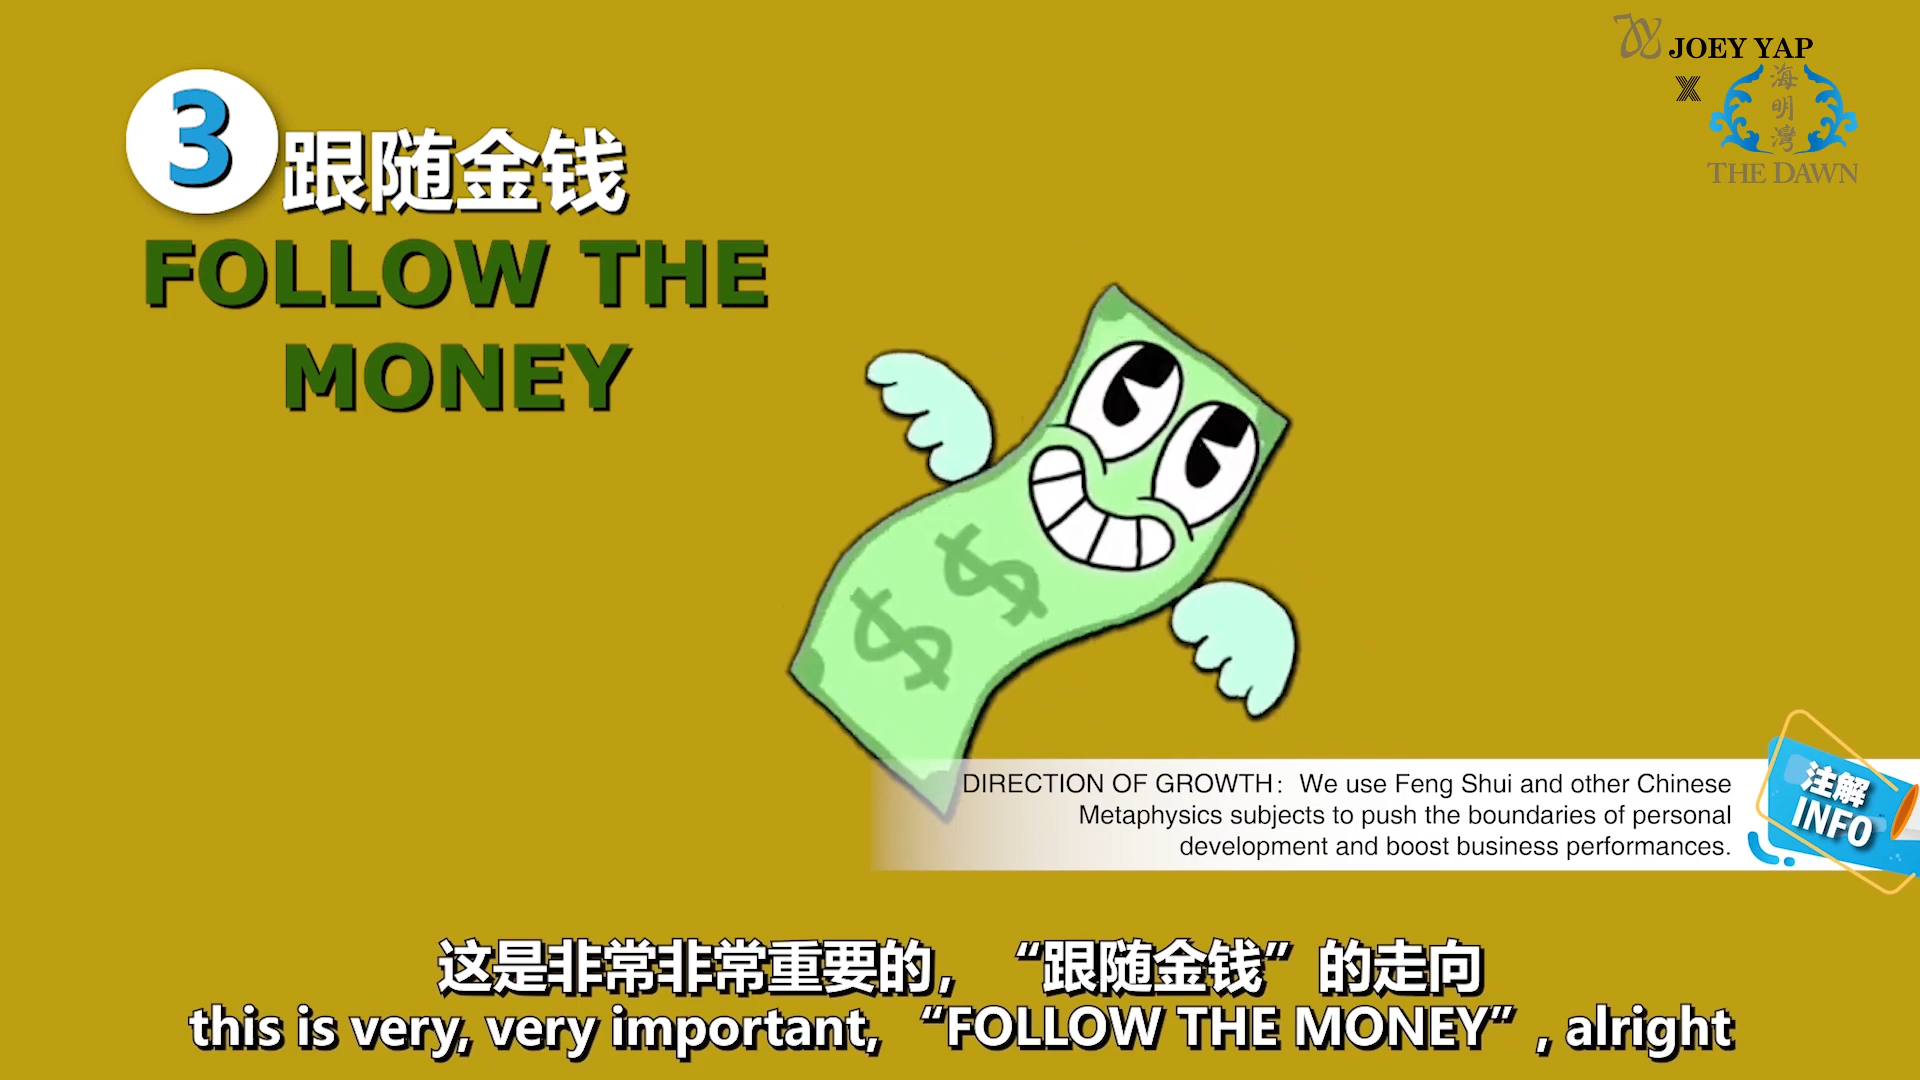 JOEY YAP
X
海明灣
THE DAWN
3
跟随金钱
FOLLOW THE
MONEY
DIRECTION OF GROWTH： We use Feng Shui and other Chinese
Metaphysics subjects to push the boundaries of personal
development and boost business performances.
注解
INFO
这是非常非常重要的，“跟随金钱”的走向
this is very, very important, “FOLLOW THE MONEY”, alright